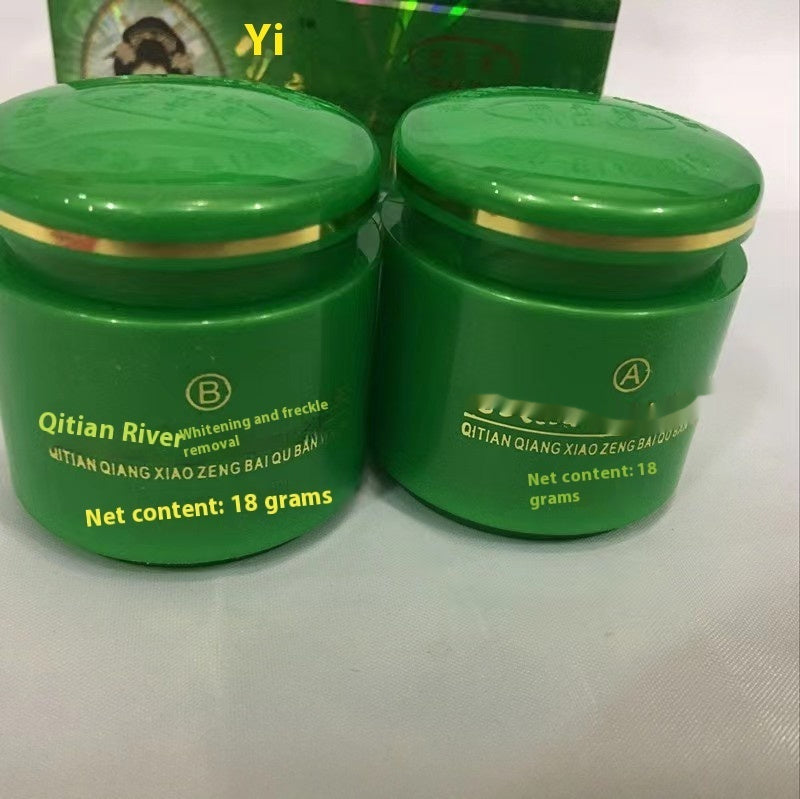 Yi
B
Qitian River
Whitening and freckle
removal
QITIAN QIANG XIAO ZENG BAI QU BAN
Net content: 18 grams
A
QITIAN QIANG XIAO ZENG BAI QU BAN
Net content: 18
grams